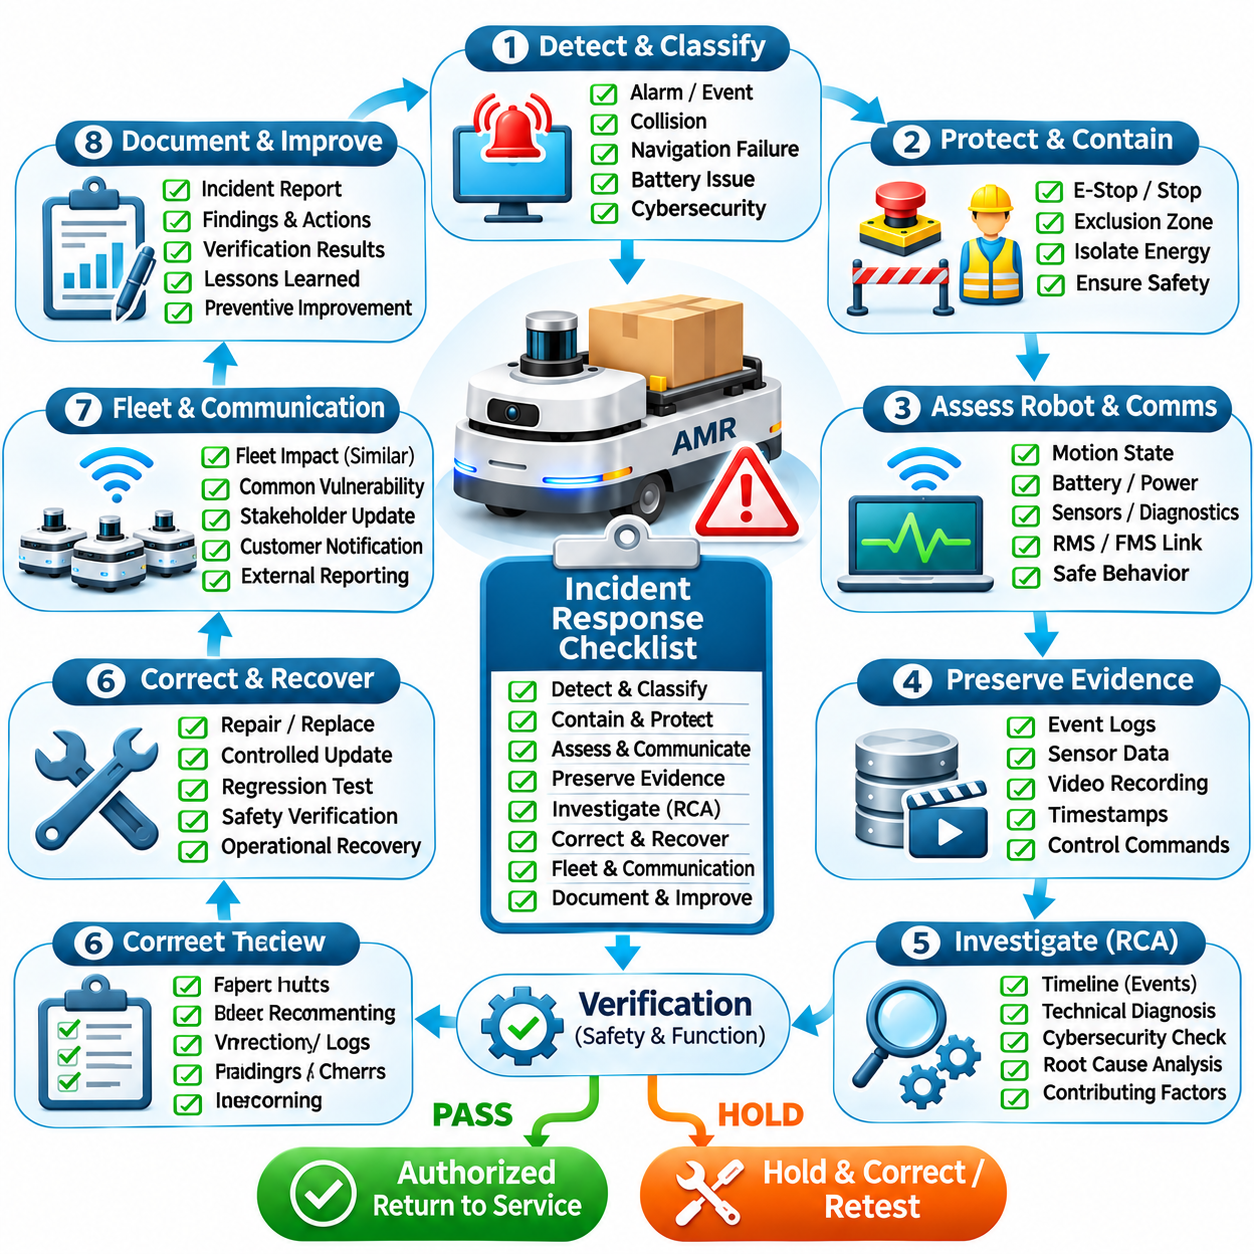 1 Detect & Classify
Alarm / Event
Collision
Navigation Failure
Battery Issue
Cybersecurity
2 Protect & Contain
E-Stop / Stop
Exclusion Zone
Isolate Energy
Ensure Safety
3 Assess Robot & Comms
Motion State
Battery / Power
Sensors / Diagnostics
RMS / FMS Link
Safe Behavior
4 Preserve Evidence
Event Logs
Sensor Data
Video Recording
Timestamps
Control Commands
5 Investigate (RCA)
Timeline (Events)
Technical Diagnosis
Cybersecurity Check
Root Cause Analysis
Contributing Factors
6
Logs
6 Correct & Recover
Repair / Replace
Controlled Update
Regression Test
Safety Verification
Operational Recovery
7 Fleet & Communication
Fleet Impact (Similar)
Common Vulnerability
Stakeholder Update
Customer Notification
External Reporting
8 Document & Improve
Incident Report
Findings & Actions
Verification Results
Lessons Learned
Preventive Improvement
AMR
Incident
Response
Checklist
Detect & Classify
Contain & Protect
Assess & Communicate
Preserve Evidence
Investigate (RCA)
Correct & Recover
Fleet & Communication
Document & Improve
Verification
(Safety & Function)
PASS
HOLD
Authorized
Return to Service
Hold & Correct /
Retest